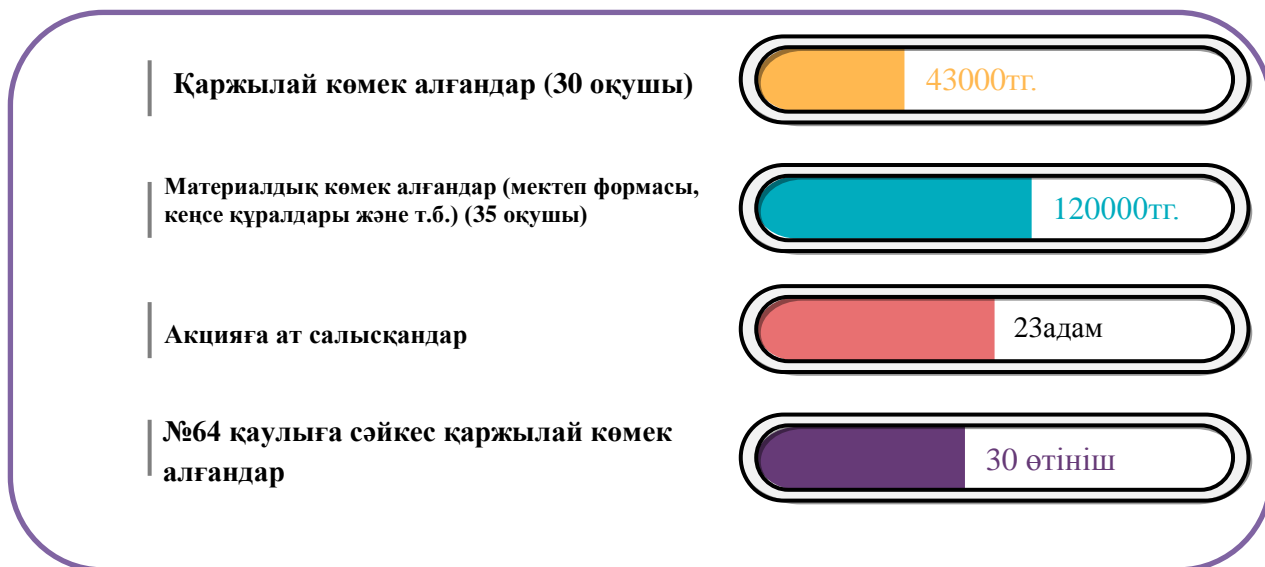 Қаржылай көмек алғандар (30 оқушы)
43000тг.
Материалдық көмек алғандар (мектеп формасы,
кеңсе құралдары және т.б.) (35 оқушы)
120000тг.
Акцияға ат салысқандар
23адам
№64 қаулыға сәйкес қаржылай көмек
алғандар
30 өтініш